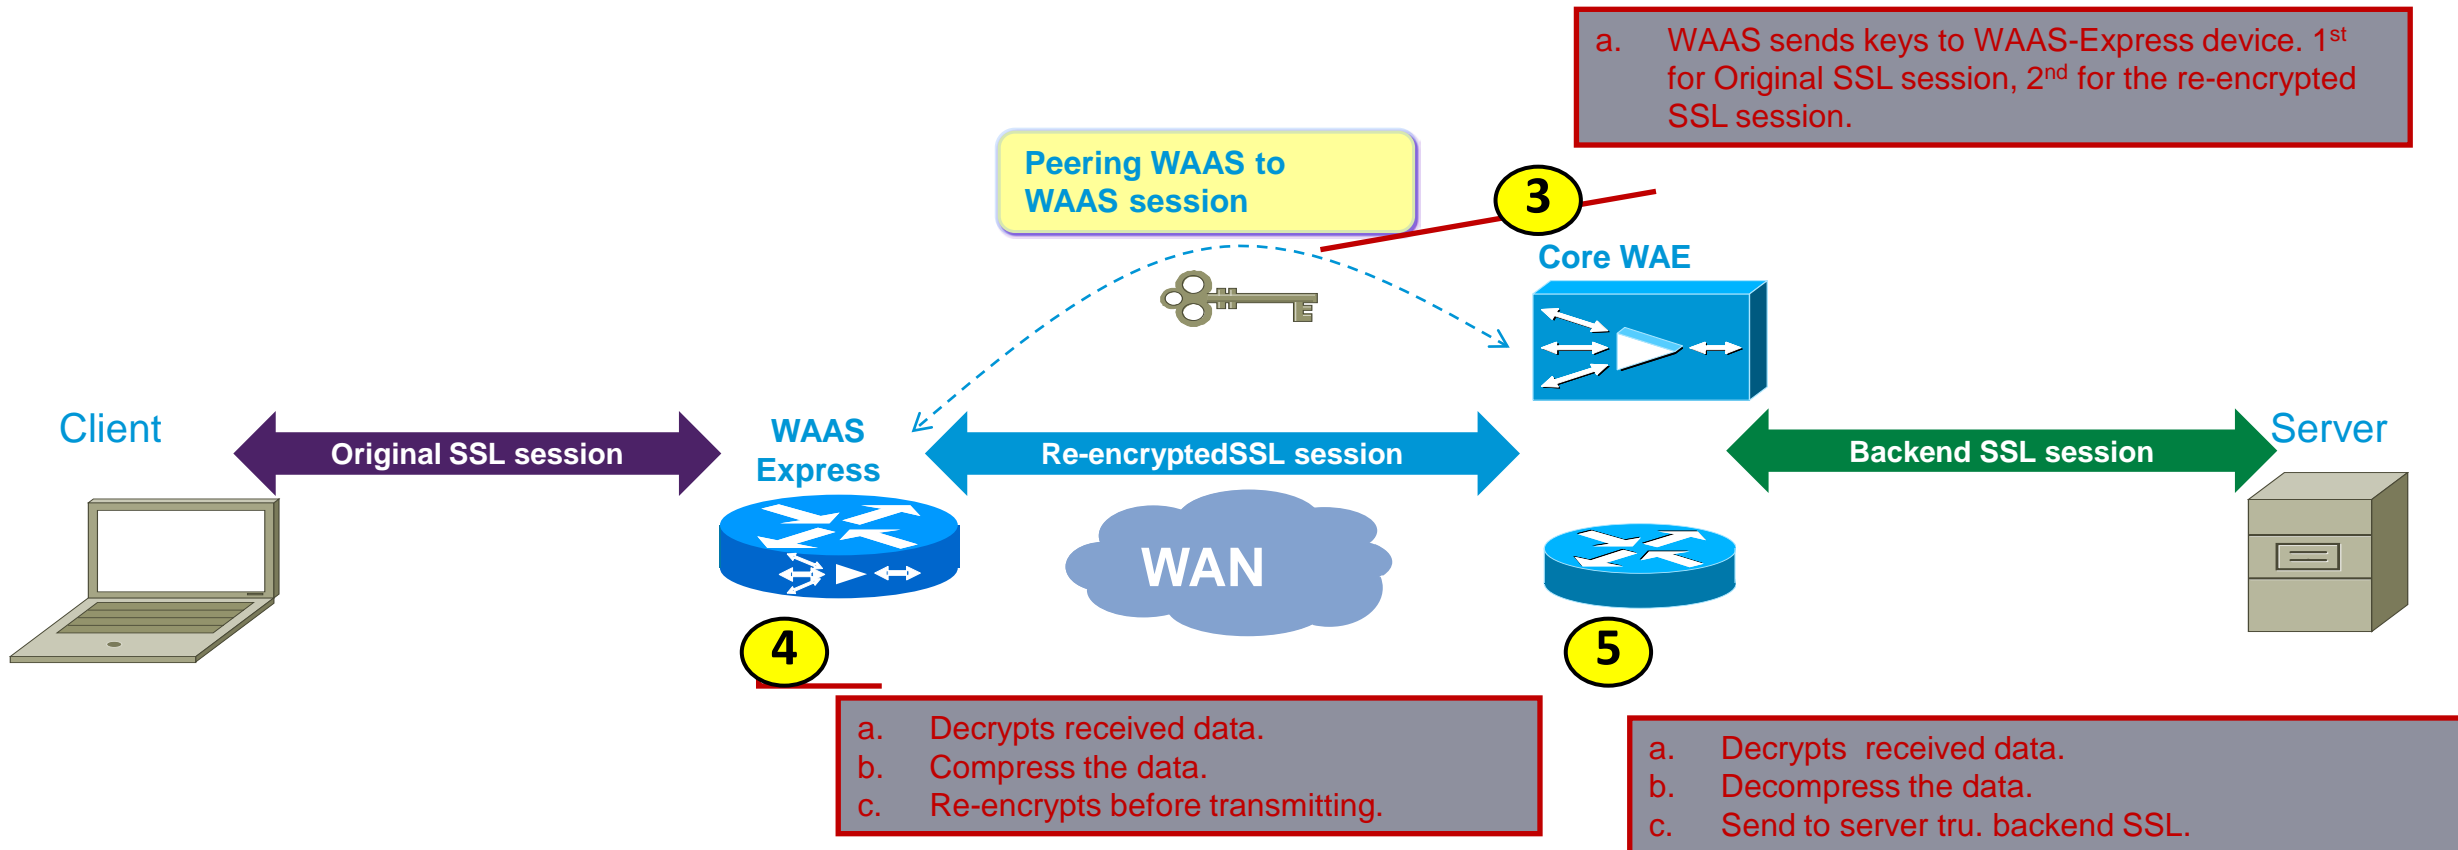 a. WAAS sends keys to WAAS-Express device. 1st
for Original SSL session, 2nd for the re-encrypted
SSL session.
Peering WAAS to
WAAS session
3
Core WAE
Client
Original SSL session
WAAS
Express
Re-encryptedSSL session
Backend SSL session
Server
WAN
4
5
a. Decrypts received data.
b. Compress the data.
c. Re-encrypts before transmitting.
a. Decrypts  received data.
b. Decompress the data.
c. Send to server tru. backend SSL.